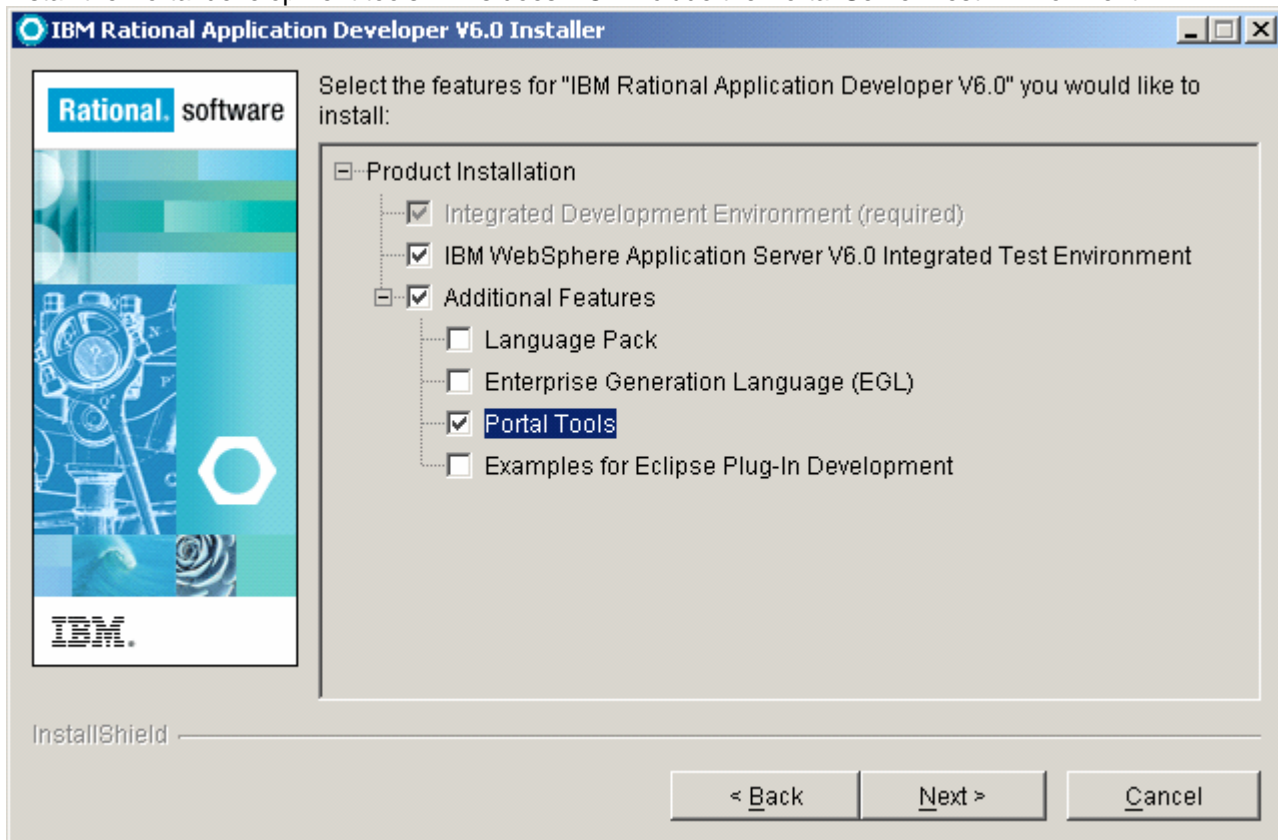 IBM Rational Application Developer V6.0 Installer
Rational. software
Select the features for "IBM Rational Application Developer V6.0" you would like to
install:
Product Installation
Integrated Development Environment (required)
IBM WebSphere Application Server V6.0 Integrated Test Environment
Additional Features
Language Pack
Enterprise Generation Language (EGL)
Portal Tools
Examples for Eclipse Plug-In Development
IBM.
InstallShield
< Back
Next >
Cancel